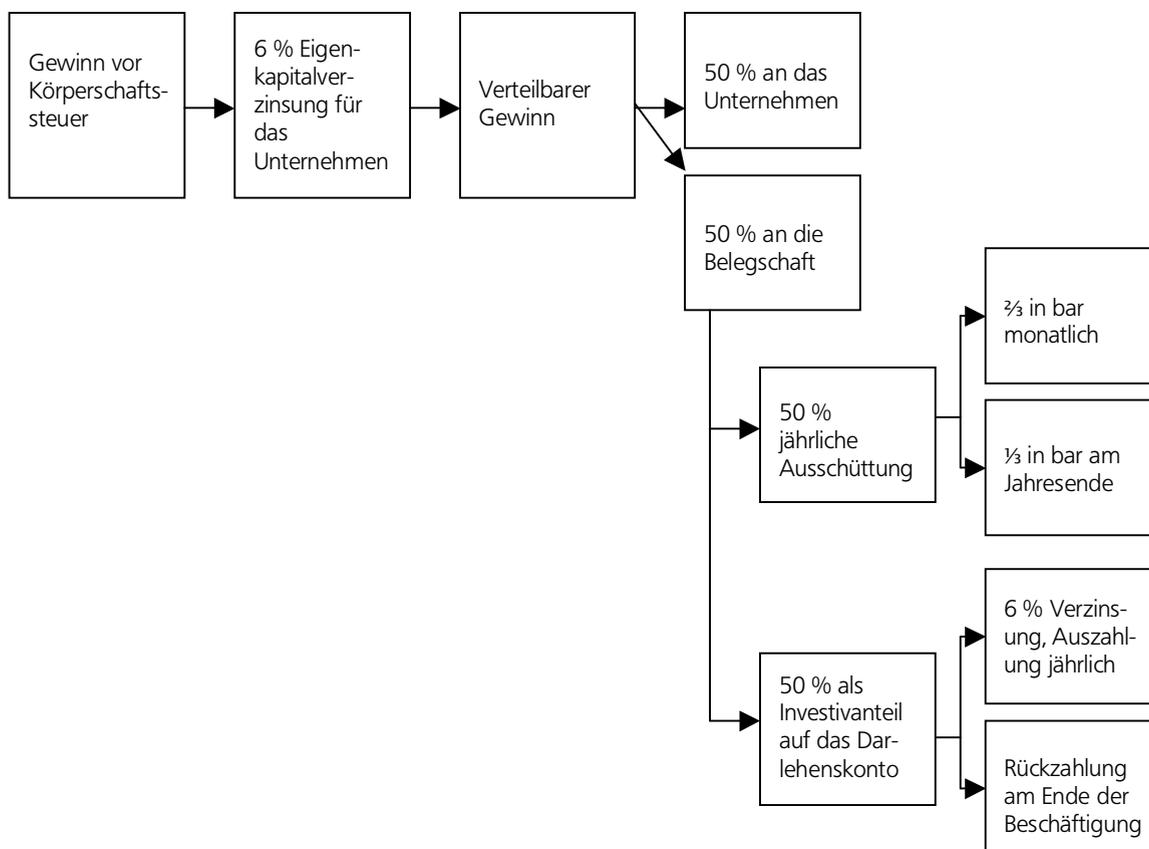 Gewinn vor
Körperschafts-
steuer
6 % Eigen-
kapitalver-
zinsung für
das
Unternehmen
Verteilbarer
Gewinn
50 % an das
Unternehmen
50 % an die
Belegschaft
50 %
jährliche
Ausschüttung
⅔ in bar
monatlich
⅓ in bar am
Jahresende
50 % als
Investivanteil
auf das Dar-
lehenskonto
6 % Verzins-
ung, Auszahl-
ung jährlich
Rückzahlung
am Ende der
Beschäftigung